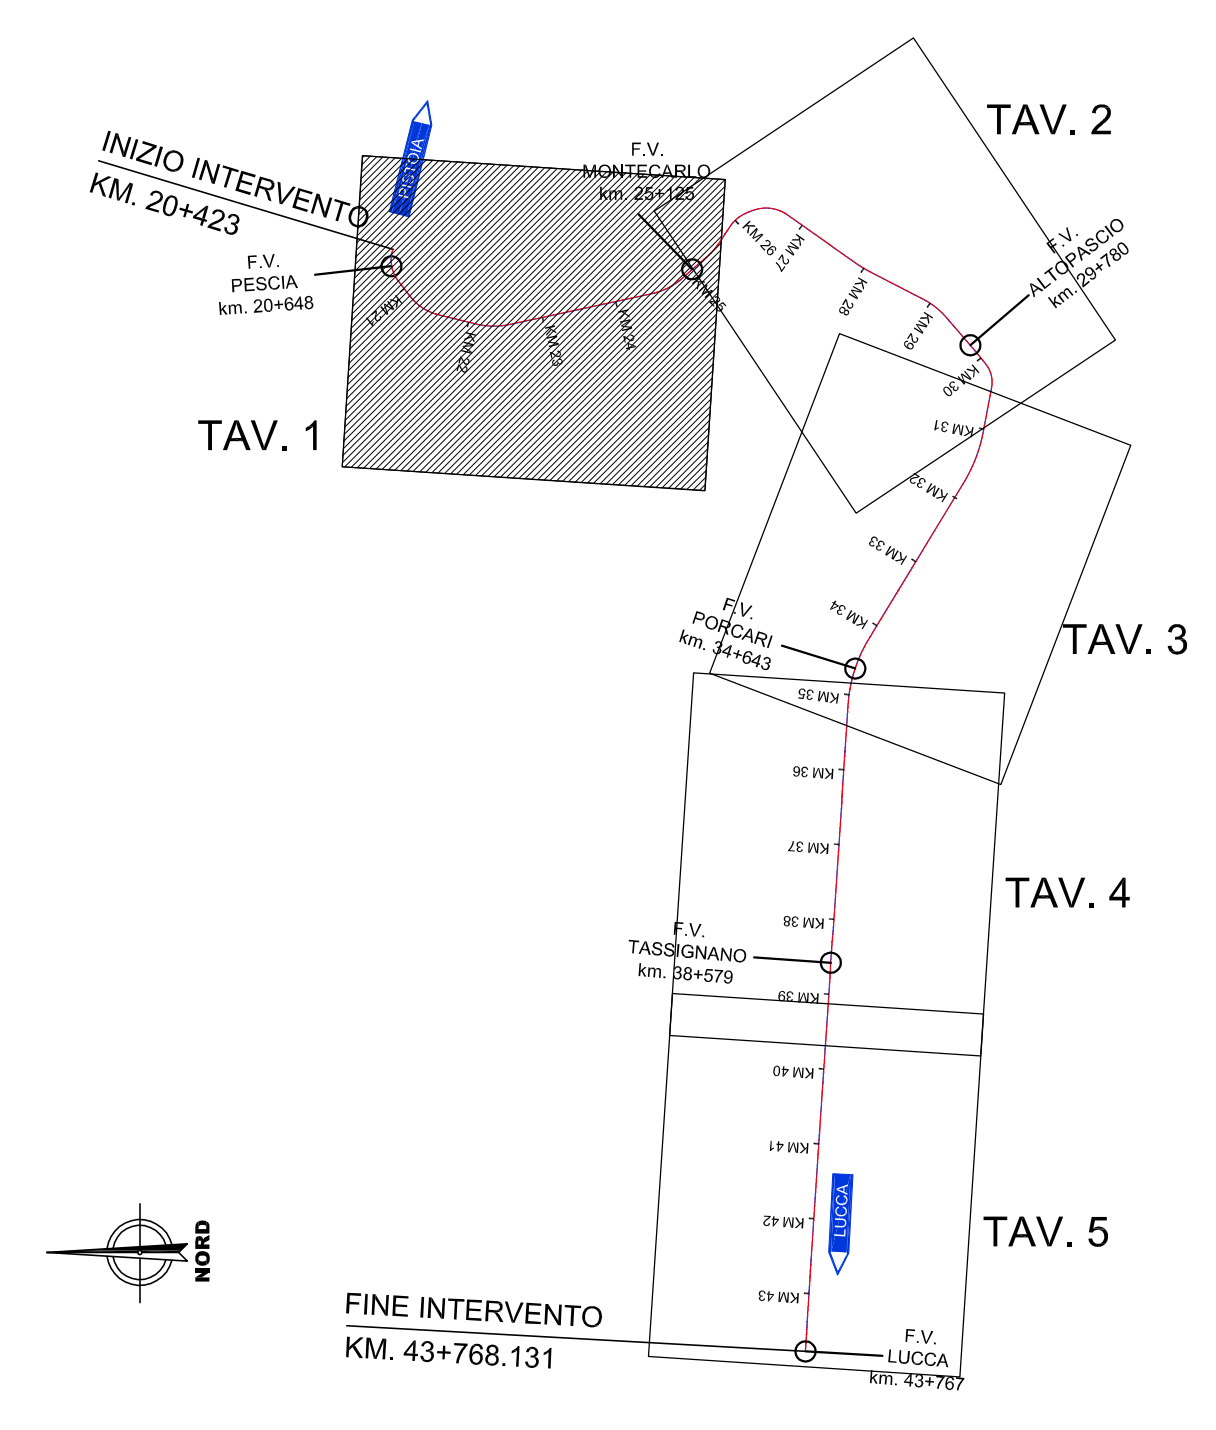 INIZIO INTERVENTO
KM. 20+423
PISTOIA
F.V.
PESCIA
km. 20+648
F.V.
MONTECARLO
km. 25+125
TAV. 2
F.V.
ALTOPASCIO
km. 29+780
KM 21
KM 22
KM 23
KM 24
KM 25
KM 26
KM 27
KM 28
KM 29
KM 30
TAV. 1
KM 31
KM 32
KM 33
KM 34
F.V.
PORCARI
km. 34+643
TAV. 3
KM 35
KM 36
KM 37
KM 38
TAV. 4
F.V.
TASSIGNANO
km. 38+579
KM 39
KM 40
KM 41
LUCCA
KM 42
TAV. 5
NORD
KM 43
FINE INTERVENTO
KM. 43+768.131
F.V.
LUCCA
km. 43+767